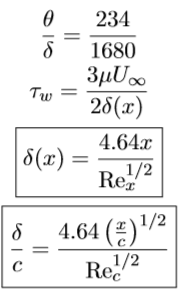 θ/δ = 234/1680
τ_w = 3μU_∞/2δ(x)
δ(x) = 4.64x/Re_x^{1/2}
δ/c = 4.64 (x/c)^{1/2}/Re_c^{1/2}